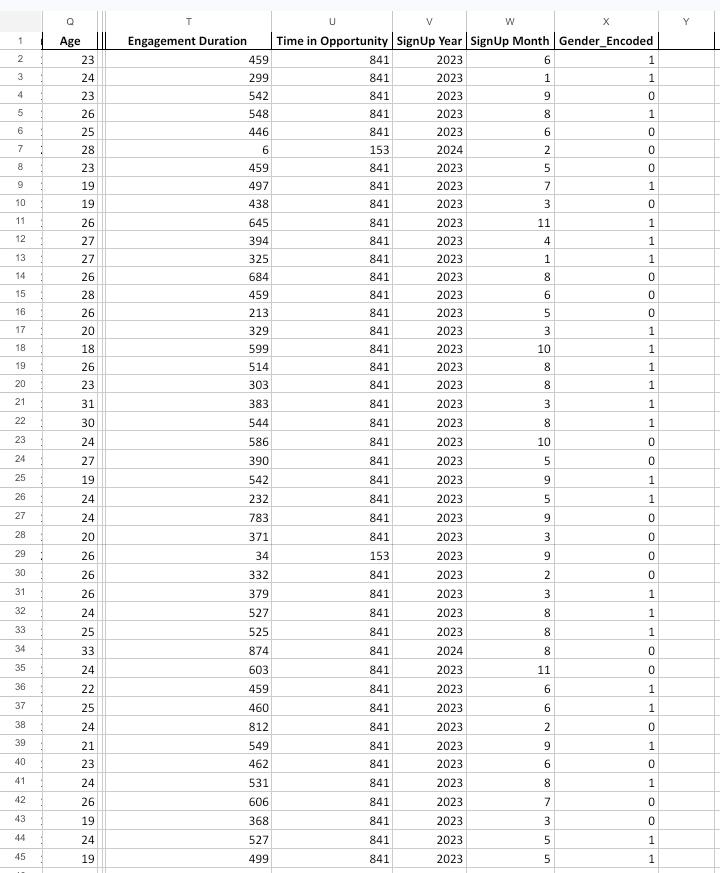 Q T U V W X Y
1 Age Engagement Duration Time in Opportunity SignUp Year SignUp Month Gender_Encoded
2 23 459 841 2023 6 1
3 24 299 841 2023 1 1
4 23 542 841 2023 9 0
5 26 548 841 2023 8 1
6 25 446 841 2023 6 0
7 28 6 153 2024 2 0
8 23 459 841 2023 5 0
9 19 497 841 2023 7 1
10 19 438 841 2023 3 0
11 26 645 841 2023 11 1
12 27 394 841 2023 4 1
13 27 325 841 2023 1 1
14 26 684 841 2023 8 0
15 28 459 841 2023 6 0
16 26 213 841 2023 5 0
17 20 329 841 2023 3 1
18 18 599 841 2023 10 1
19 26 514 841 2023 8 1
20 23 303 841 2023 8 1
21 31 383 841 2023 3 1
22 30 544 841 2023 8 1
23 24 586 841 2023 10 0
24 27 390 841 2023 5 0
25 19 542 841 2023 9 1
26 24 232 841 2023 5 1
27 24 783 841 2023 9 0
28 20 371 841 2023 3 0
29 26 34 153 2023 9 0
30 26 332 841 2023 2 0
31 26 379 841 2023 3 1
32 24 527 841 2023 8 1
33 25 525 841 2023 8 1
34 33 874 841 2024 8 0
35 24 603 841 2023 11 0
36 22 459 841 2023 6 1
37 25 460 841 2023 6 1
38 24 812 841 2023 2 0
39 21 549 841 2023 9 1
40 23 462 841 2023 6 0
41 24 531 841 2023 8 1
42 26 606 841 2023 7 0
43 19 368 841 2023 3 0
44 24 527 841 2023 5 1
45 19 499 841 2023 5 1